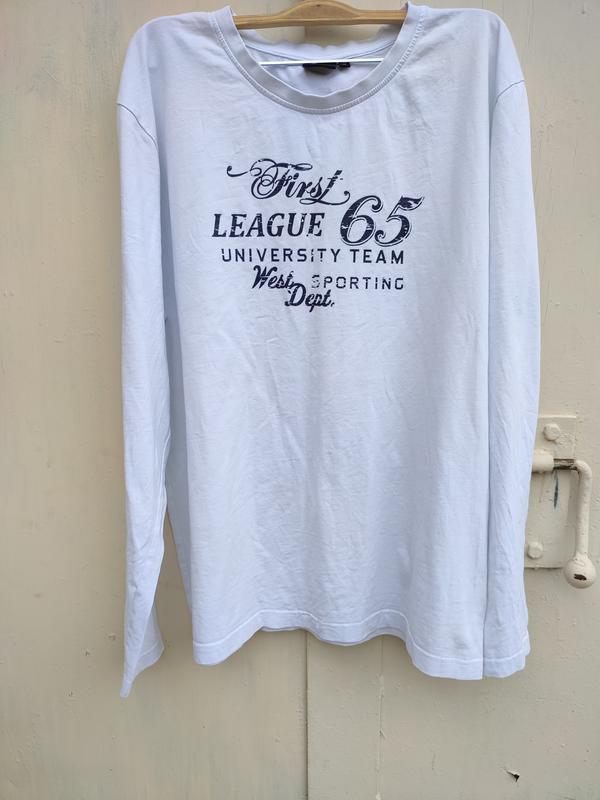 First
LEAGUE 65
UNIVERSITY TEAM
West SPORTING
Dept.